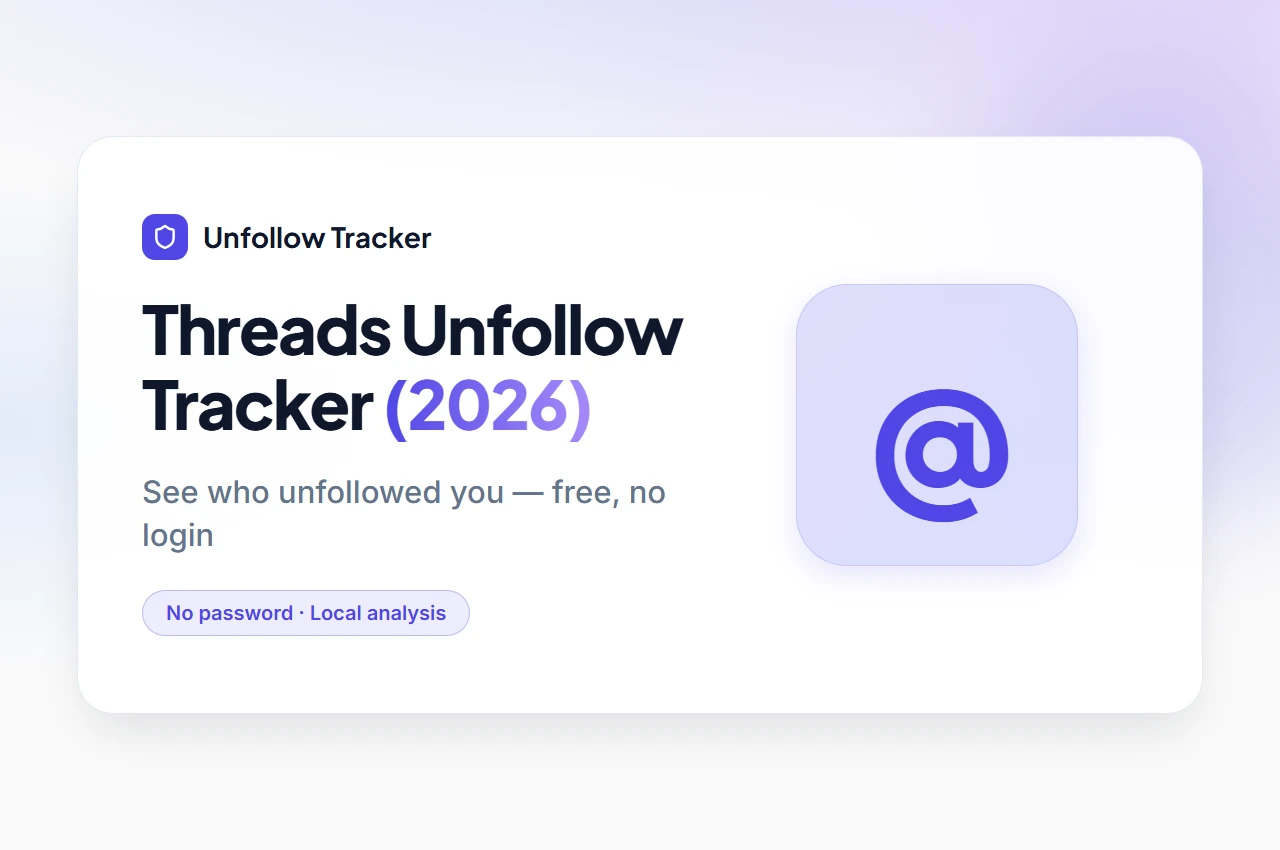 Unfollow Tracker
Threads Unfollow
Tracker (2026)
See who unfollowed you — free, no
login
No password · Local analysis
@